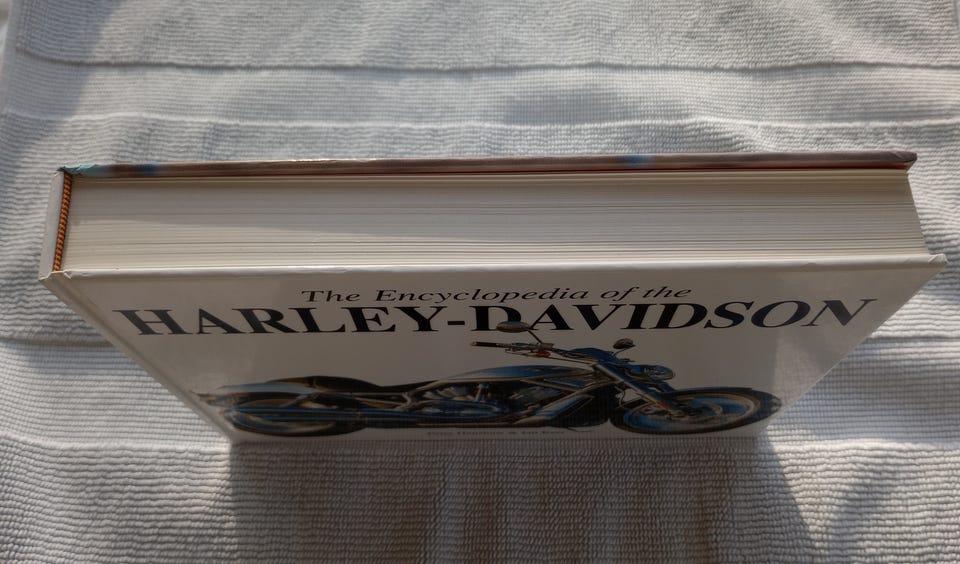 The Encyclopedia of the
HARLEY-DAVIDSON